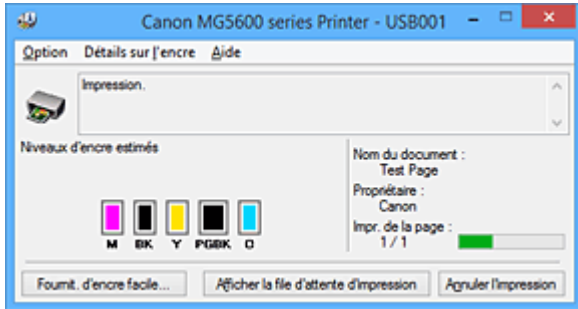 Canon MG5600 series Printer - USB001
Option Détails sur l'encre Aide
Impression.
Niveaux d'encre estimés
Nom du document :
Test Page
Propriétaire :
Canon
Impr. de la page :
1 / 1
M BK Y PGBK C
Fournit. d'encre facile... Afficher la file d'attente d'impression Annuler l'impression